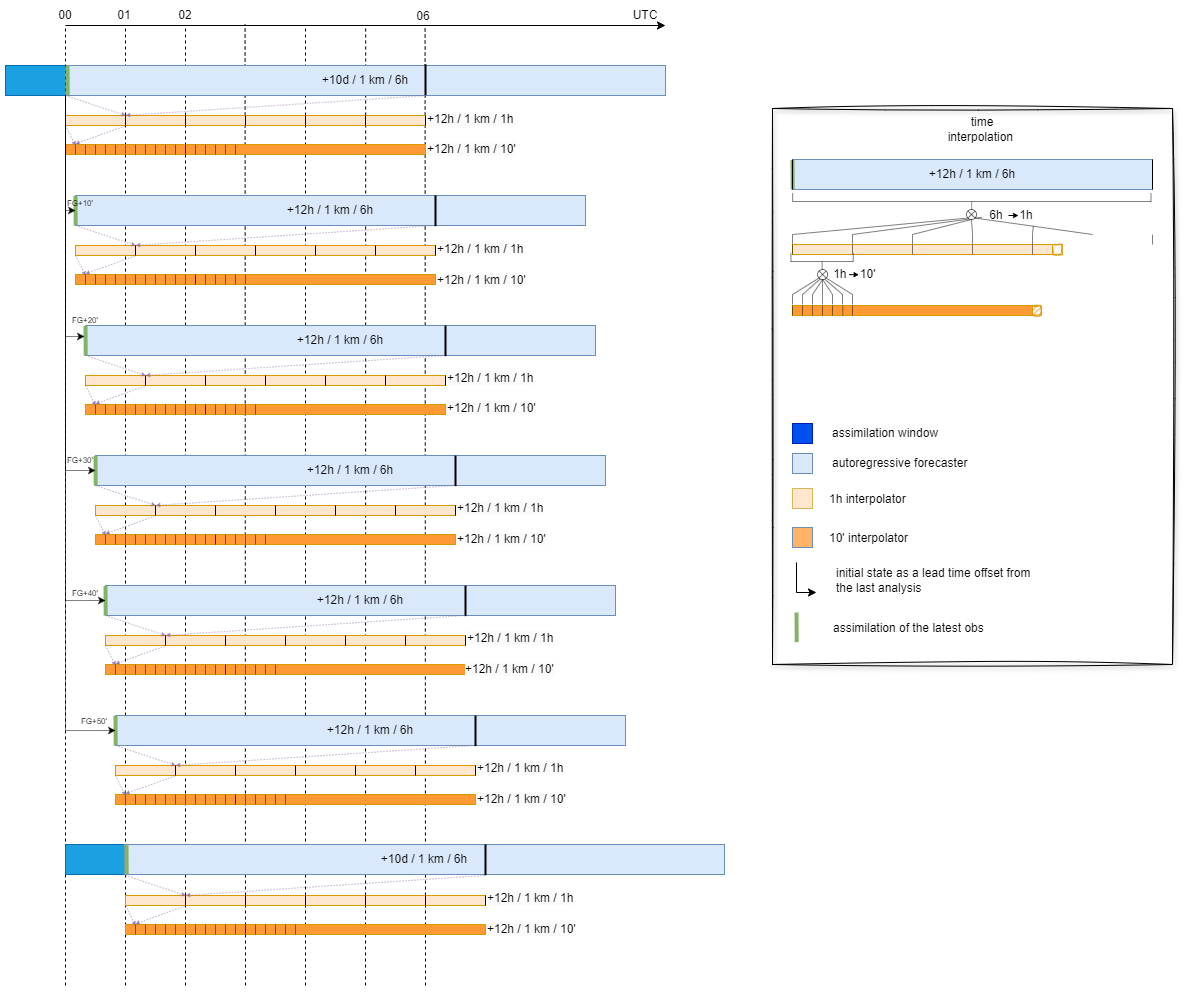 00 01 02 06 UTC
+10d / 1 km / 6h
+12h / 1 km / 1h
+12h / 1 km / 10'
FG+10'
+12h / 1 km / 6h
+12h / 1 km / 1h
+12h / 1 km / 10'
FG+20'
+12h / 1 km / 6h
+12h / 1 km / 1h
+12h / 1 km / 10'
FG+30'
+12h / 1 km / 6h
+12h / 1 km / 1h
+12h / 1 km / 10'
FG+40'
+12h / 1 km / 6h
+12h / 1 km / 1h
+12h / 1 km / 10'
FG+50'
+12h / 1 km / 6h
+12h / 1 km / 1h
+12h / 1 km / 10'
+10d / 1 km / 6h
+12h / 1 km / 1h
+12h / 1 km / 10'
time
interpolation
+12h / 1 km / 6h
6h → 1h
1h → 10'
assimilation window
autoregressive forecaster
1h interpolator
10' interpolator
initial state as a lead time offset from
the last analysis
assimilation of the latest obs